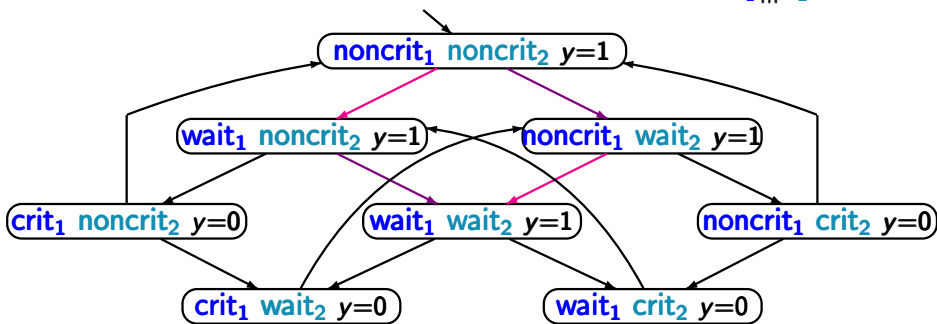 noncrit₁ noncrit₂ y=1
wait₁ noncrit₂ y=1
noncrit₁ wait₂ y=1
crit₁ noncrit₂ y=0
wait₁ wait₂ y=1
noncrit₁ crit₂ y=0
crit₁ wait₂ y=0
wait₁ crit₂ y=0